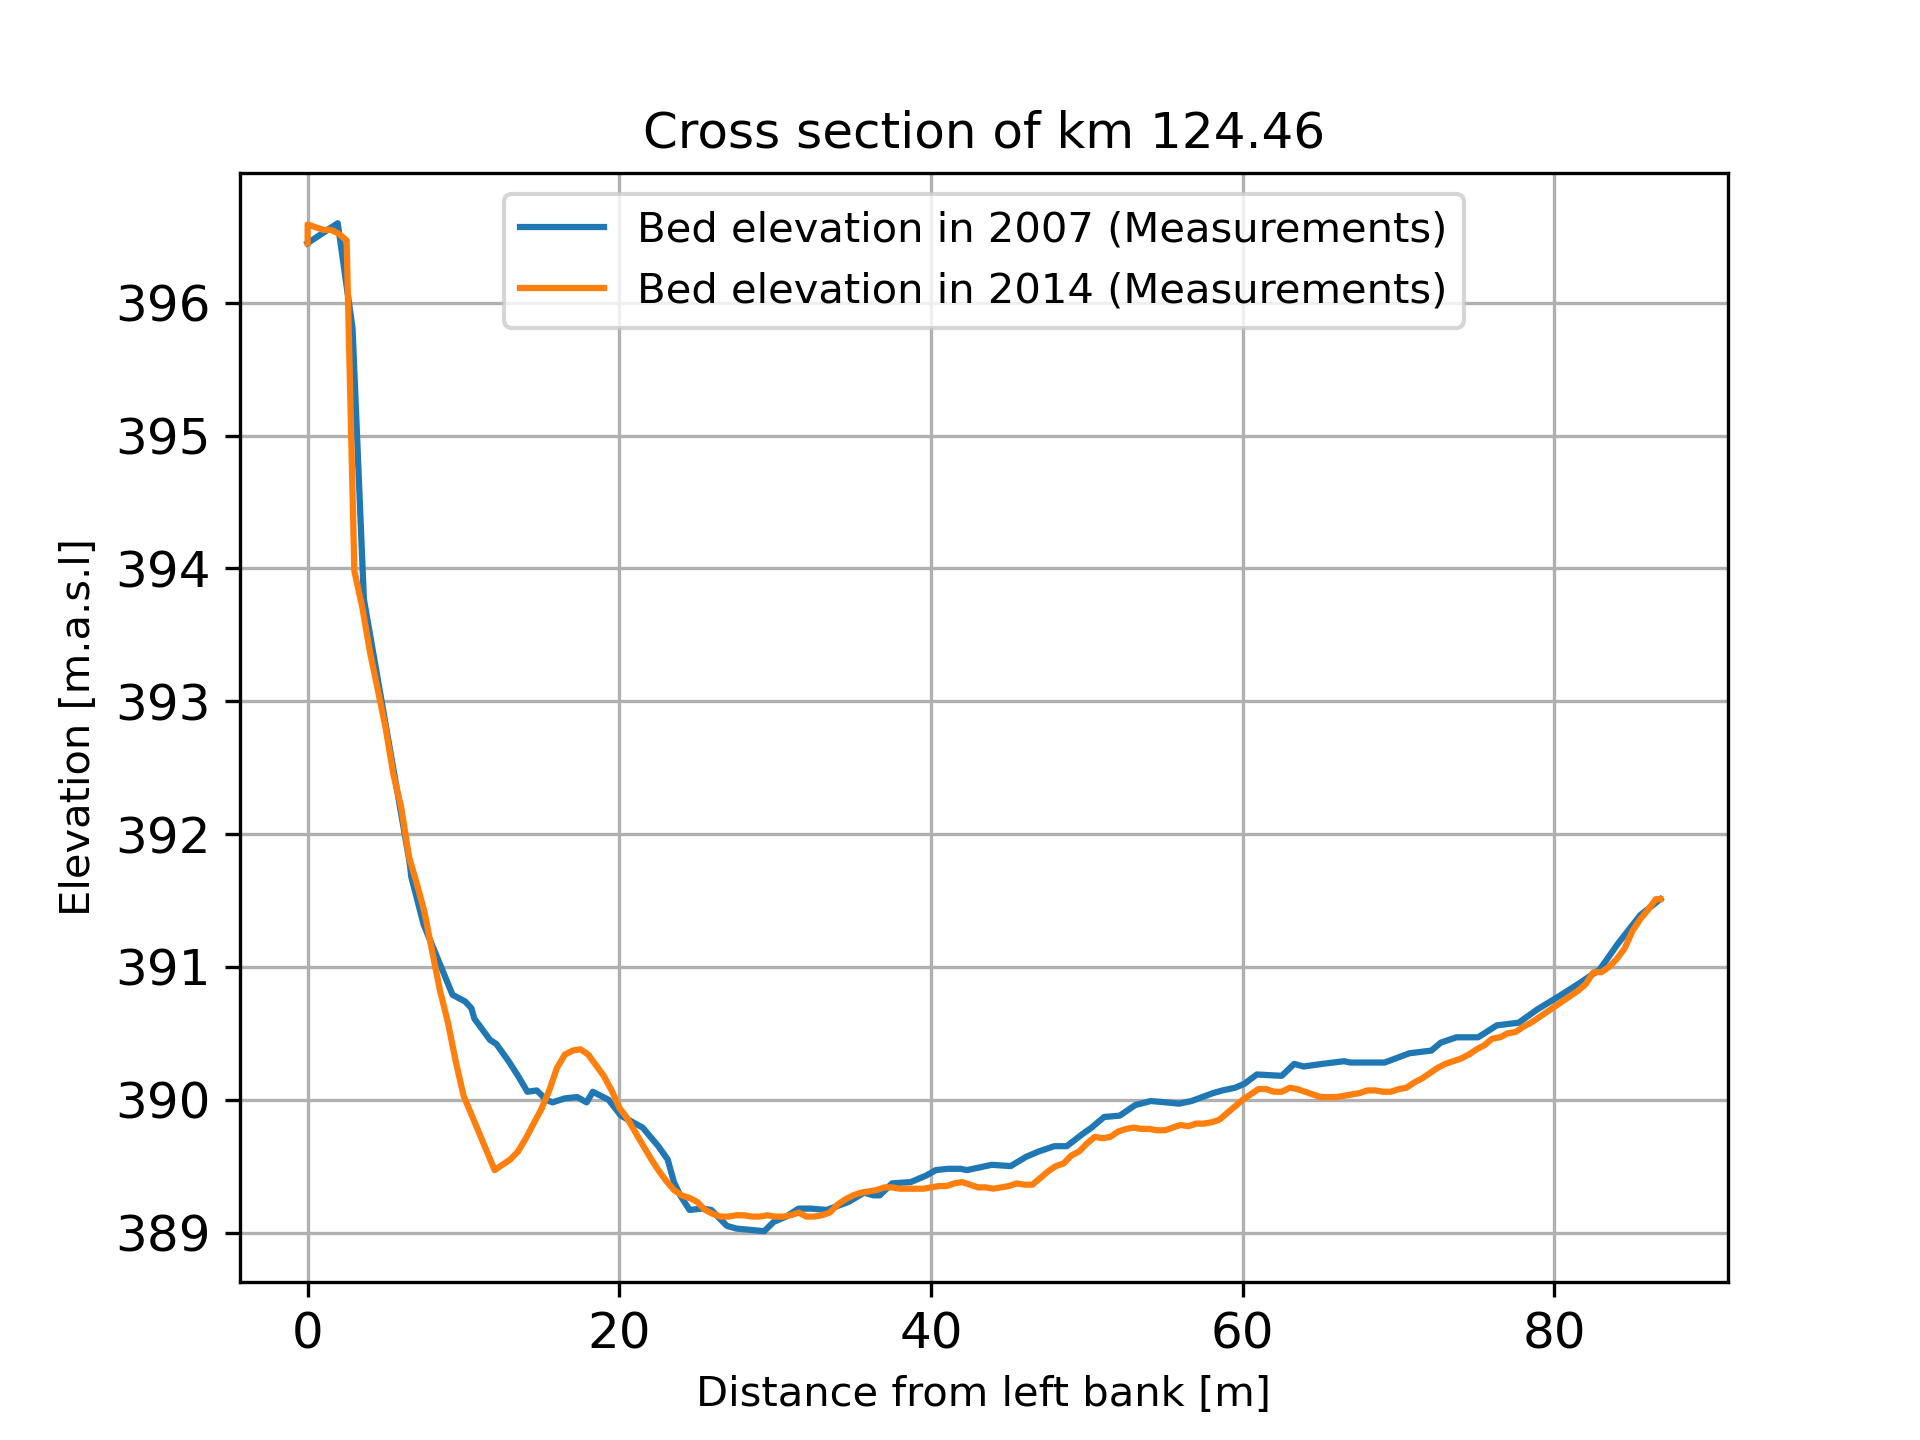 Cross section of km 124.46
Bed elevation in 2007 (Measurements)
Bed elevation in 2014 (Measurements)
396
395
394
393
392
391
390
389
Elevation [m.a.s.l]
0 20 40 60 80
Distance from left bank [m]